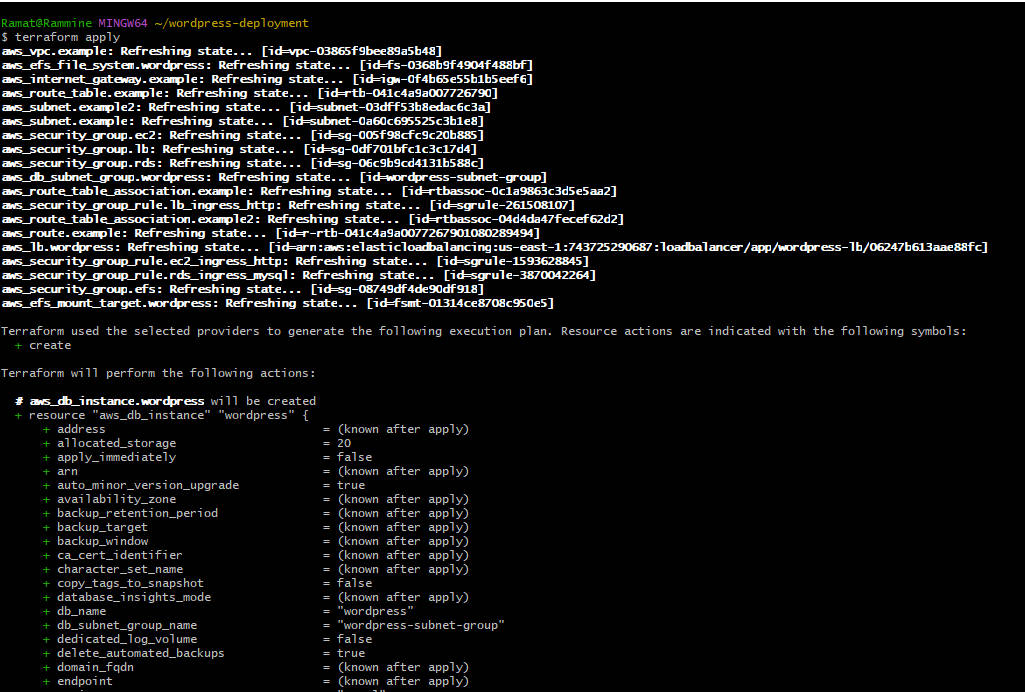 Ramat@Rammine MINGW64 ~/wordpress-deployment
$ terraform apply
aws_vpc.example: Refreshing state... [id=vpc-03865f9bee89a5b48]
aws_efs_file_system.wordpress: Refreshing state... [id=fs-0368b9f4904f488bf]
aws_internet_gateway.example: Refreshing state... [id=igw-0f4b65e55b1b5eef6]
aws_route_table.example: Refreshing state... [id=rtb-041c4a9a007726790]
aws_subnet.example2: Refreshing state... [id=subnet-03dff53b8edac6c3a]
aws_subnet.example: Refreshing state... [id=subnet-0a60c695525c3b1e8]
aws_security_group.ec2: Refreshing state... [id=sg-005f98cfc9c20b885]
aws_security_group.lb: Refreshing state... [id=sg-0df701bfc1c3c17d4]
aws_security_group.rds: Refreshing state... [id=sg-06c9b9cd4131b588c]
aws_db_subnet_group.wordpress: Refreshing state... [id=wordpress-subnet-group]
aws_route_table_association.example: Refreshing state... [id=rtbassoc-0c1a9863c3d5e5aa2]
aws_security_group_rule.lb_ingress_http: Refreshing state... [id=sgrule-261508107]
aws_route_table_association.example2: Refreshing state... [id=rtbassoc-04d4da47fecef62d2]
aws_route.example: Refreshing state... [id=r-rtb-041c4a9a0077267901080289494]
aws_lb.wordpress: Refreshing state... [id=arn:aws:elasticloadbalancing:us-east-1:743725290687:loadbalancer/app/wordpress-lb/06247b613aae88fc]
aws_security_group_rule.ec2_ingress_http: Refreshing state... [id=sgrule-1593628845]
aws_security_group_rule.rds_ingress_mysql: Refreshing state... [id=sgrule-3870042264]
aws_security_group.efs: Refreshing state... [id=sg-08749df4de90df918]
aws_efs_mount_target.wordpress: Refreshing state... [id=fsmt-01314ce8708c950e5]
Terraform used the selected providers to generate the following execution plan. Resource actions are indicated with the following symbols:
+ create
Terraform will perform the following actions:
# aws_db_instance.wordpress will be created
+ resource "aws_db_instance" "wordpress" {
+ address = (known after apply)
+ allocated_storage = 20
+ apply_immediately = false
+ arn = (known after apply)
+ auto_minor_version_upgrade = true
+ availability_zone = (known after apply)
+ backup_retention_period = (known after apply)
+ backup_target = (known after apply)
+ backup_window = (known after apply)
+ ca_cert_identifier = (known after apply)
+ character_set_name = (known after apply)
+ copy_tags_to_snapshot = false
+ database_insights_mode = (known after apply)
+ db_name = "wordpress"
+ db_subnet_group_name = "wordpress-subnet-group"
+ dedicated_log_volume = false
+ delete_automated_backups = true
+ domain_fqdn = (known after apply)
+ endpoint = (known after apply)